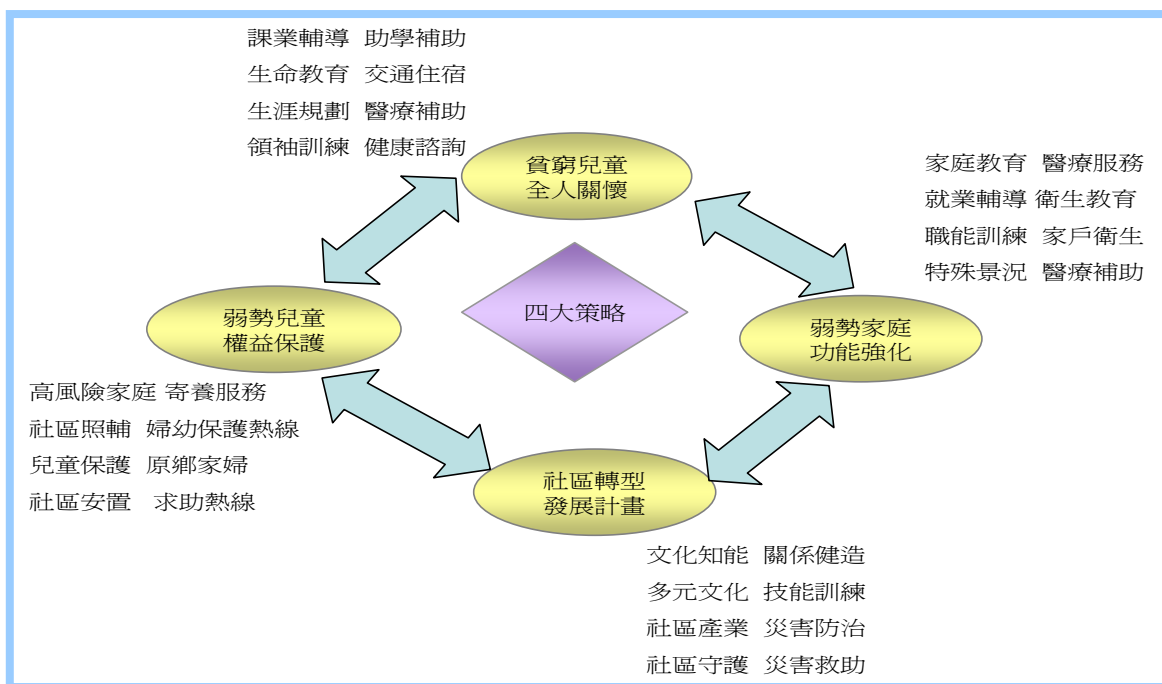 課業輔導 助學補助
生命教育 交通住宿
生涯規劃 醫療補助
領袖訓練 健康諮詢
貧窮兒童
全人關懷
家庭教育 醫療服務
就業輔導 衛生教育
職能訓練 家戶衛生
特殊景況 醫療補助
四大策略
弱勢兒童
權益保護
弱勢家庭
功能強化
高風險家庭 寄養服務
社區照輔 婦幼保護熱線
兒童保護 原鄉家婦
社區安置 求助熱線
社區轉型
發展計畫
文化知能 關係健造
多元文化 技能訓練
社區產業 災害防治
社區守護 災害救助